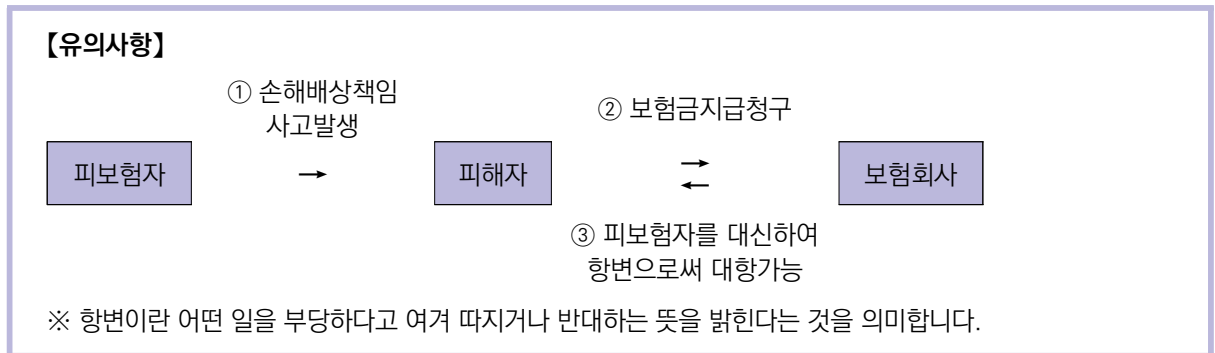 【유의사항】
① 손해배상책임
사고발생
② 보험금지급청구
피보험자 → 피해자 → ← 보험회사
③ 피보험자를 대신하여
항변으로써 대항가능
※ 항변이란 어떤 일을 부당하다고 여겨 따지거나 반대하는 뜻을 밝힌다는 것을 의미합니다.